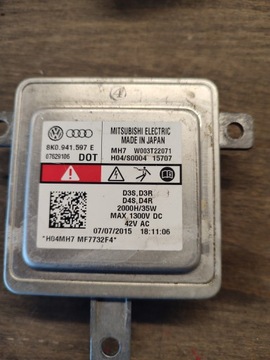 MITSUBISHI ELECTRIC
MADE IN JAPAN
8K0.941.597 E
MH7 W003T22071
07629105 DOT
H04/S0004 15707
D3S,D3R
D4S,D4R
2000H/35W
MAX 1300V DC
42V AC
07/07/2015 18:11:06
*H04MH7 MF7732F4*